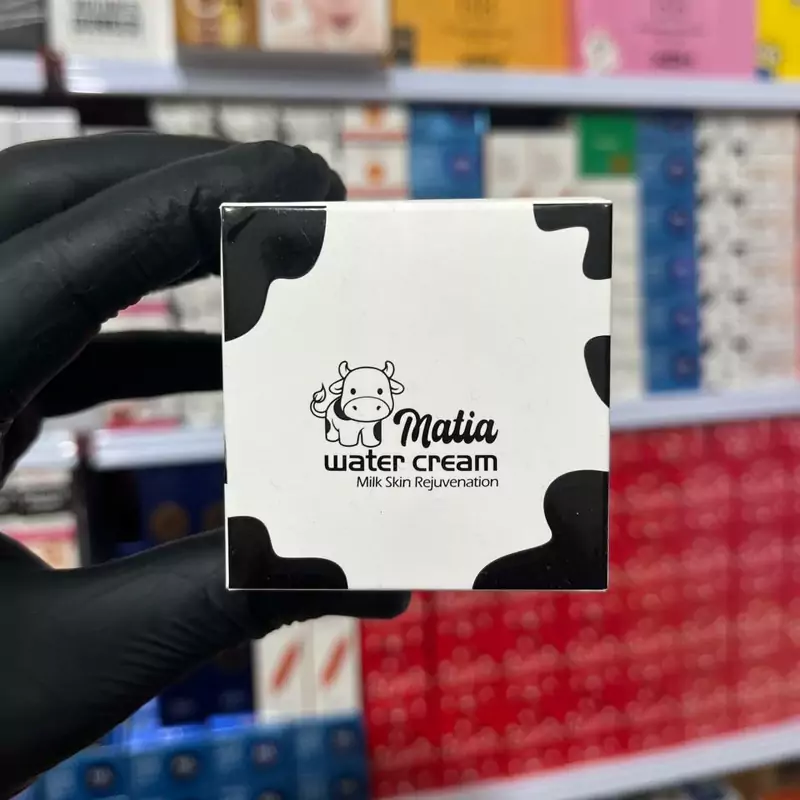 Matia
water cream
Milk Skin Rejuvenation